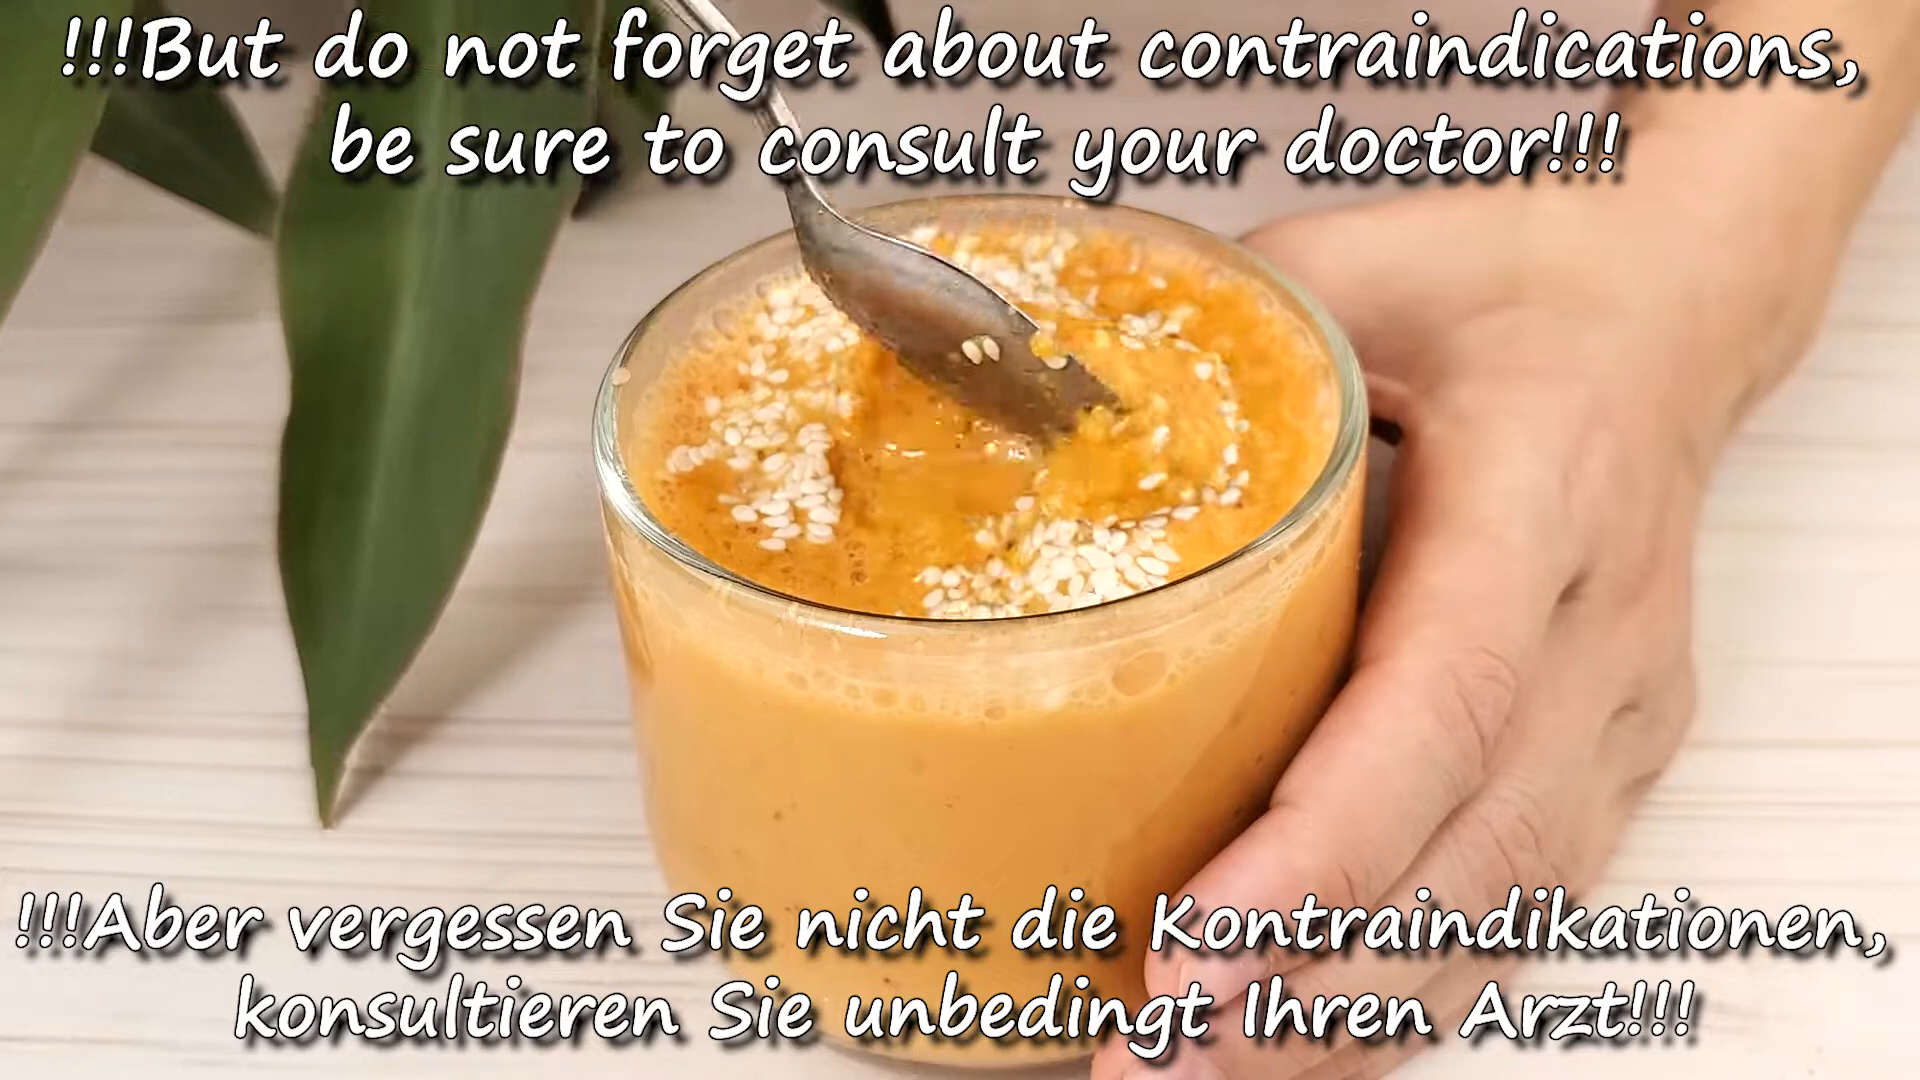 !!!But do not forget about contraindications,
be sure to consult your doctor!!!
!!!Aber vergessen Sie nicht die Kontraindikationen,
konsultieren Sie unbedingt Ihren Arzt!!!